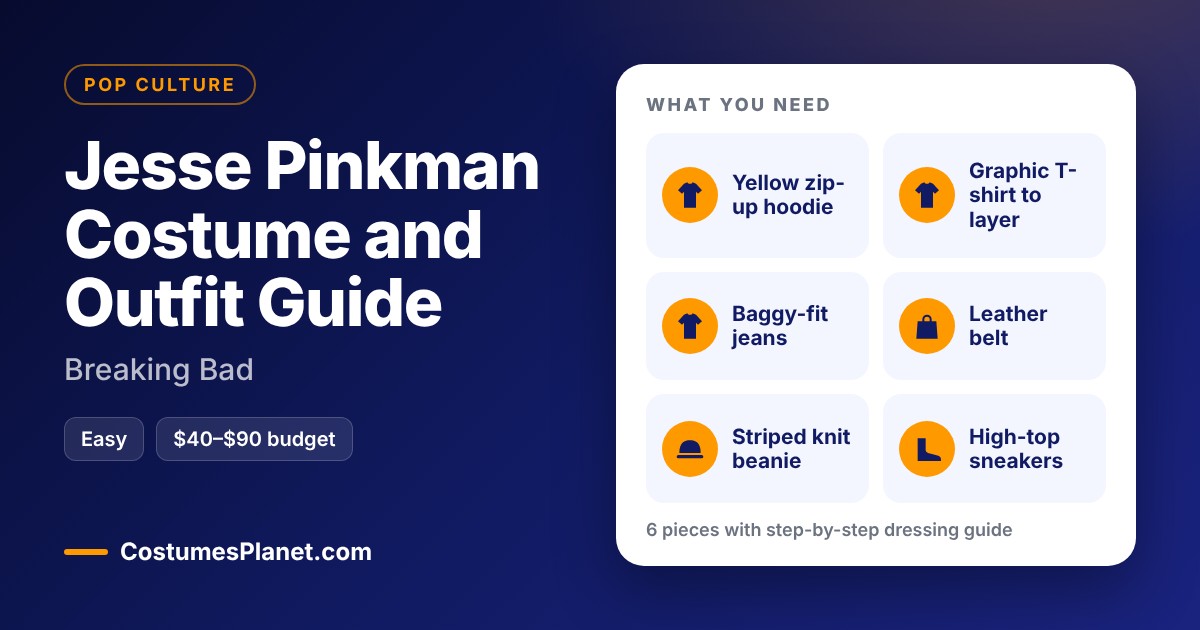 POP CULTURE
Jesse Pinkman
Costume and
Outfit Guide
Breaking Bad
Easy
$40–$90 budget
CostumesPlanet.com
WHAT YOU NEED
Yellow zip-
up hoodie
Graphic T-
shirt to
layer
Baggy-fit
jeans
Leather
belt
Striped knit
beanie
High-top
sneakers
6 pieces with step-by-step dressing guide